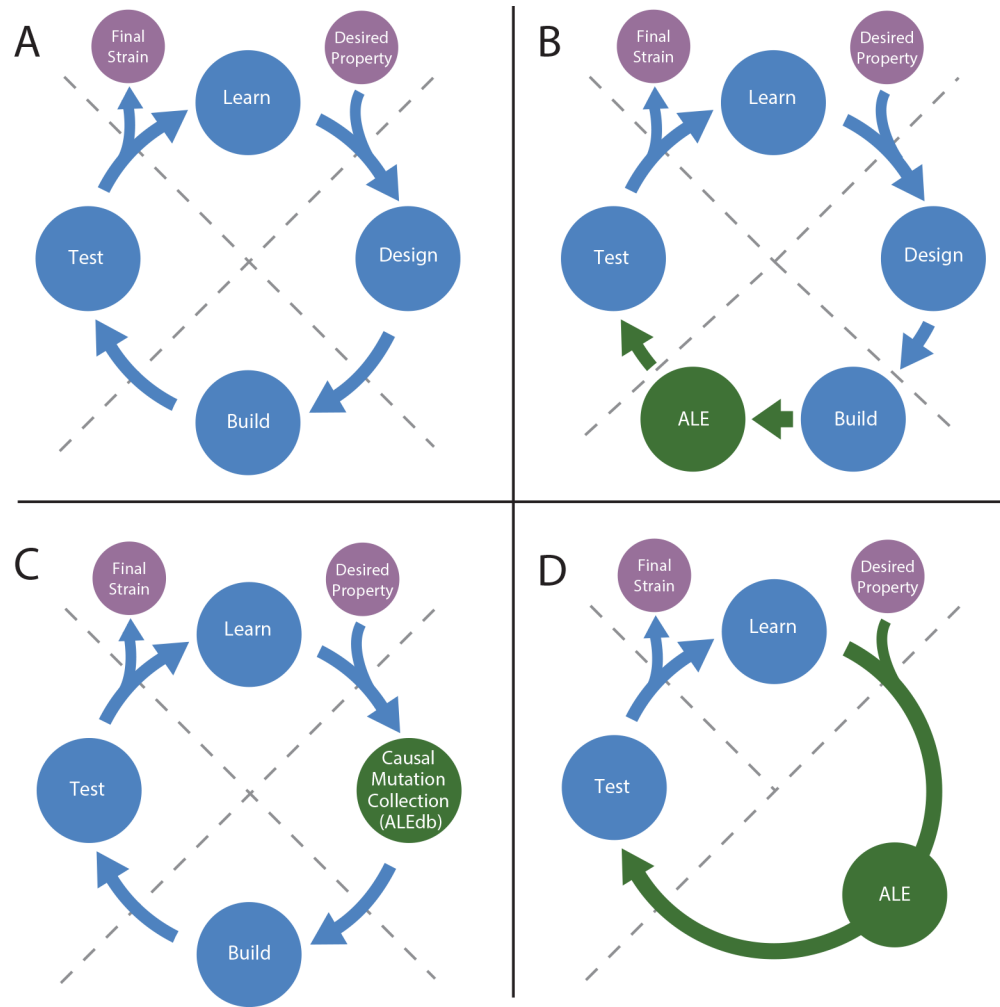 A
Final
Strain
Desired
Property
Learn
Test
Design
Build
B
Final
Strain
Desired
Property
Learn
Test
Design
ALE
Build
C
Final
Strain
Desired
Property
Learn
Test
Causal
Mutation
Collection
(ALEdb)
Build
D
Final
Strain
Desired
Property
Learn
Test
ALE